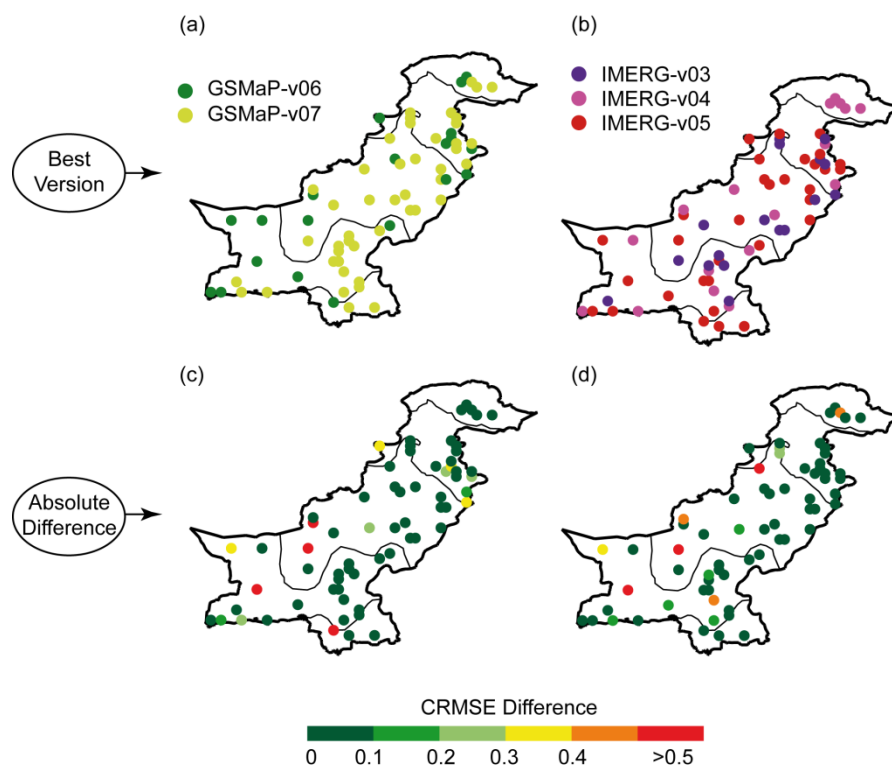 (a)
(b)
GSMaP-v06
GSMaP-v07
IMERG-v03
IMERG-v04
IMERG-v05
Best
Version
(c)
(d)
Absolute
Difference
CRMSE Difference
0 0.1 0.2 0.3 0.4 >0.5